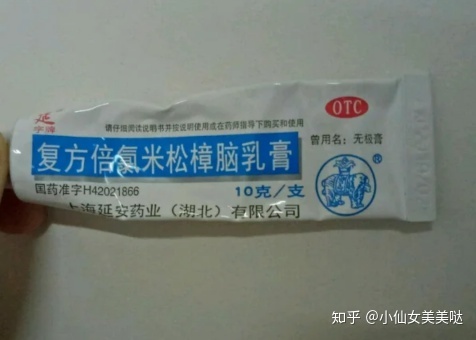 延
字牌
OTC
请仔细阅读说明书并按说明使用或在药师指导下购买和使用
曾用名：无极膏
复方倍氯米松樟脑乳膏
国药准字H42021866
10克/支
上海延安药业（湖北）有限公司
®
知乎 @小仙女美美哒